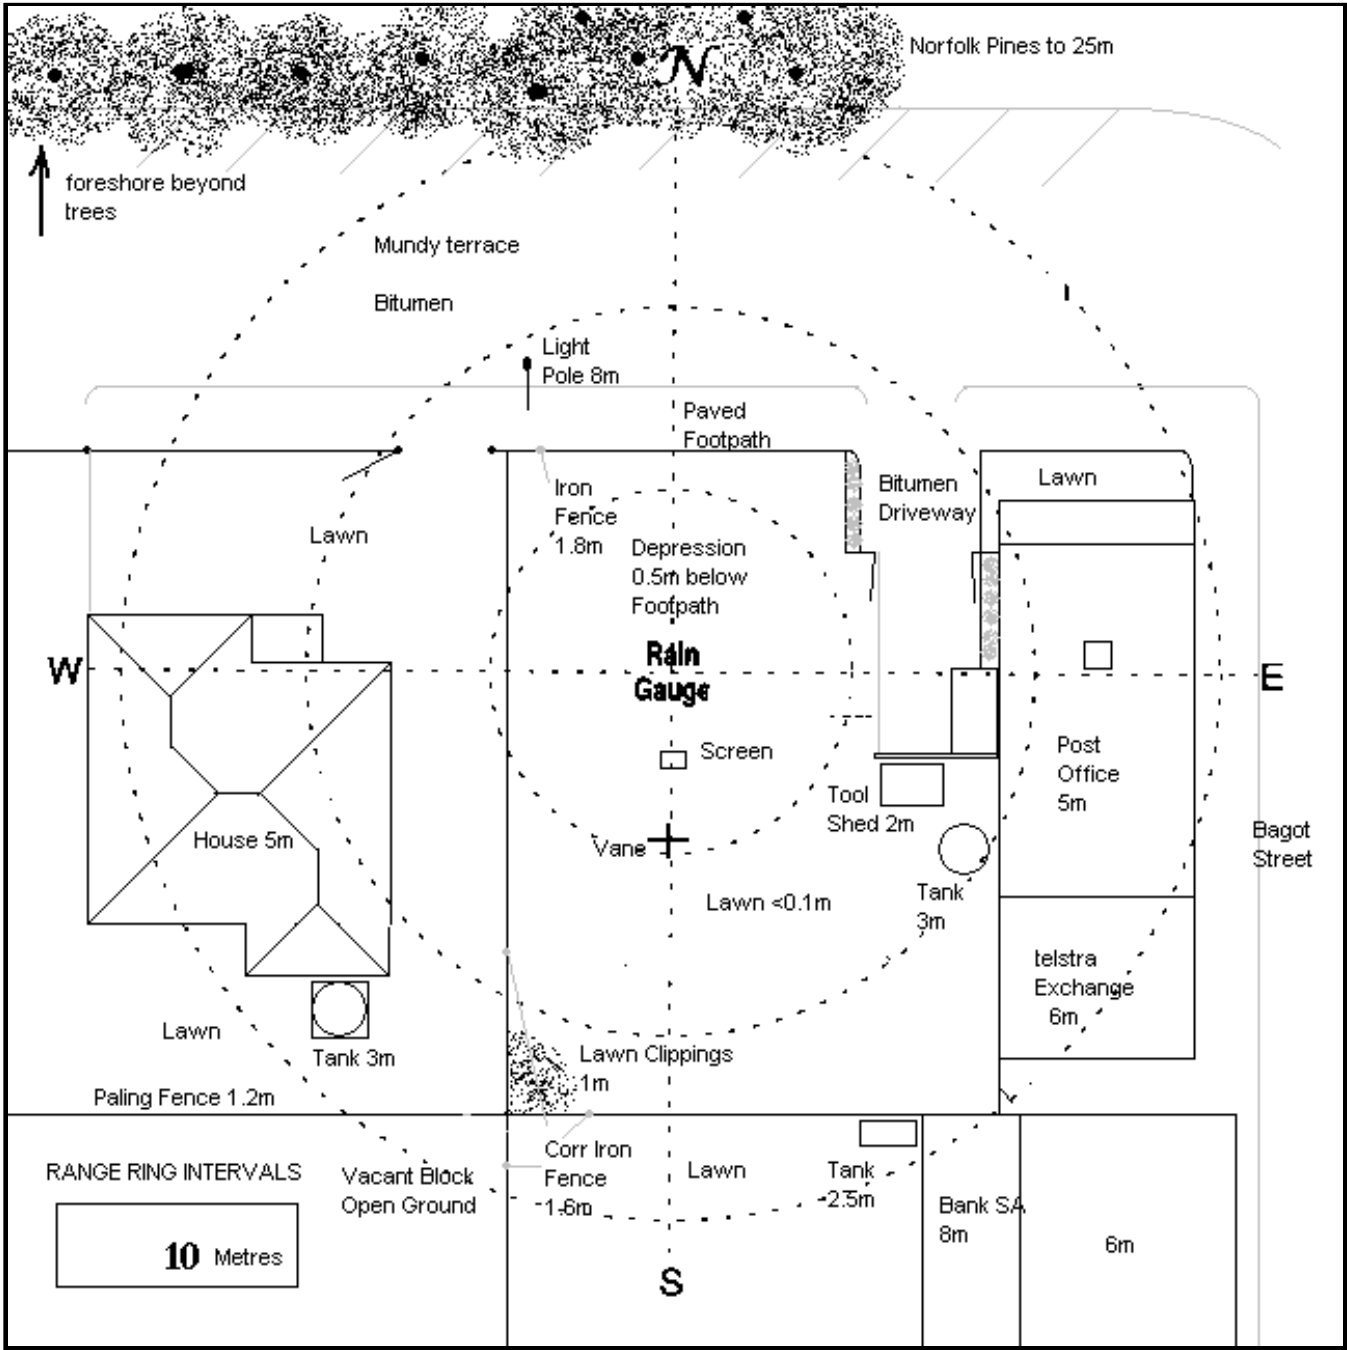 N
Norfolk Pines to 25m
foreshore beyond
trees
Mundy terrace
Bitumen
Light
Pole 8m
Paved
Footpath
Lawn
Bitumen
Driveway
Iron
Fence
1.8m
Lawn
Depression
0.5m below
Footpath
Rain
Gauge
W
E
Screen
Post
Office
5m
Tool
Shed 2m
House 5m
Vane
Bagot
Street
Tank
3m
Lawn <0.1m
telstra
Exchange
6m
Lawn
Tank 3m
Lawn Clippings
1m
Paling Fence 1.2m
Corr Iron
Fence
1.6m
RANGE RING INTERVALS
10 Metres
Vacant Block
Open Ground
Lawn
Tank
2.5m
Bank SA
8m
6m
S